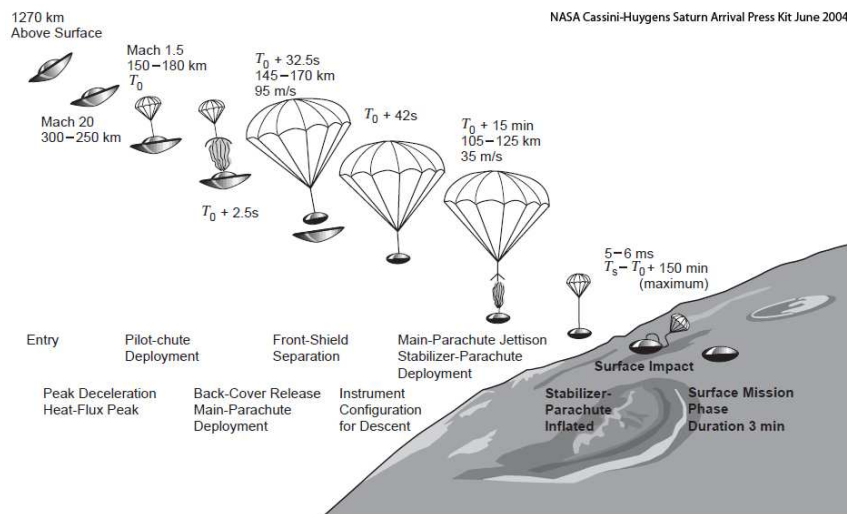 NASA Cassini-Huygens Saturn Arrival Press Kit June 2004
1270 km
Above Surface
Mach 20
300–250 km
Mach 1.5
150–180 km
T0
T0 + 2.5s
T0 + 32.5s
145–170 km
95 m/s
T0 + 42s
T0 + 15 min
105–125 km
35 m/s
5–6 ms
Ts– T0 + 150 min
(maximum)
Entry
Pilot-chute
Deployment
Front-Shield
Separation
Main-Parachute Jettison
Stabilizer-Parachute
Deployment
Surface Impact
Peak Deceleration
Heat-Flux Peak
Back-Cover Release
Main-Parachute
Deployment
Instrument
Configuration
for Descent
Stabilizer-
Parachute
Inflated
Surface Mission
Phase
Duration 3 min